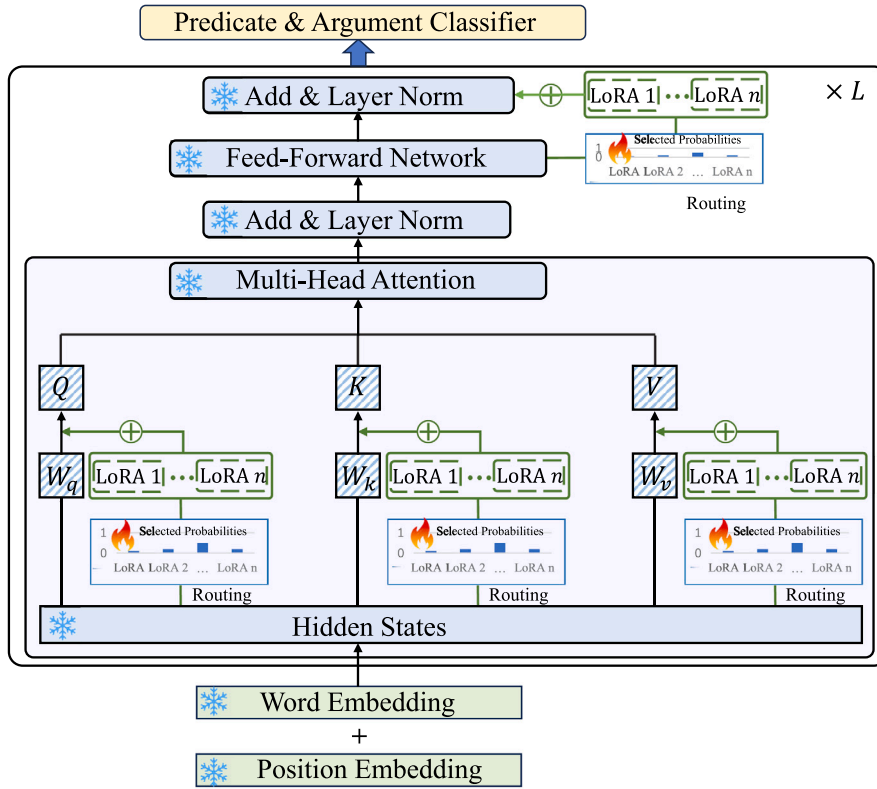 Predicate & Argument Classifier
Add & Layer Norm
LoRA 1 ... LoRA n
× L
Feed-Forward Network
Selected Probabilities
1
0
LoRA LoRA 2 ... LoRA n
Routing
Add & Layer Norm
Multi-Head Attention
Q
K
V
W_q
LoRA 1 ... LoRA n
W_k
LoRA 1 ... LoRA n
W_v
LoRA 1 ... LoRA n
Selected Probabilities
1
0
LoRA LoRA 2 ... LoRA n
Routing
Selected Probabilities
1
0
LoRA LoRA 2 ... LoRA n
Routing
Selected Probabilities
1
0
LoRA LoRA 2 ... LoRA n
Routing
Hidden States
Word Embedding
+
Position Embedding